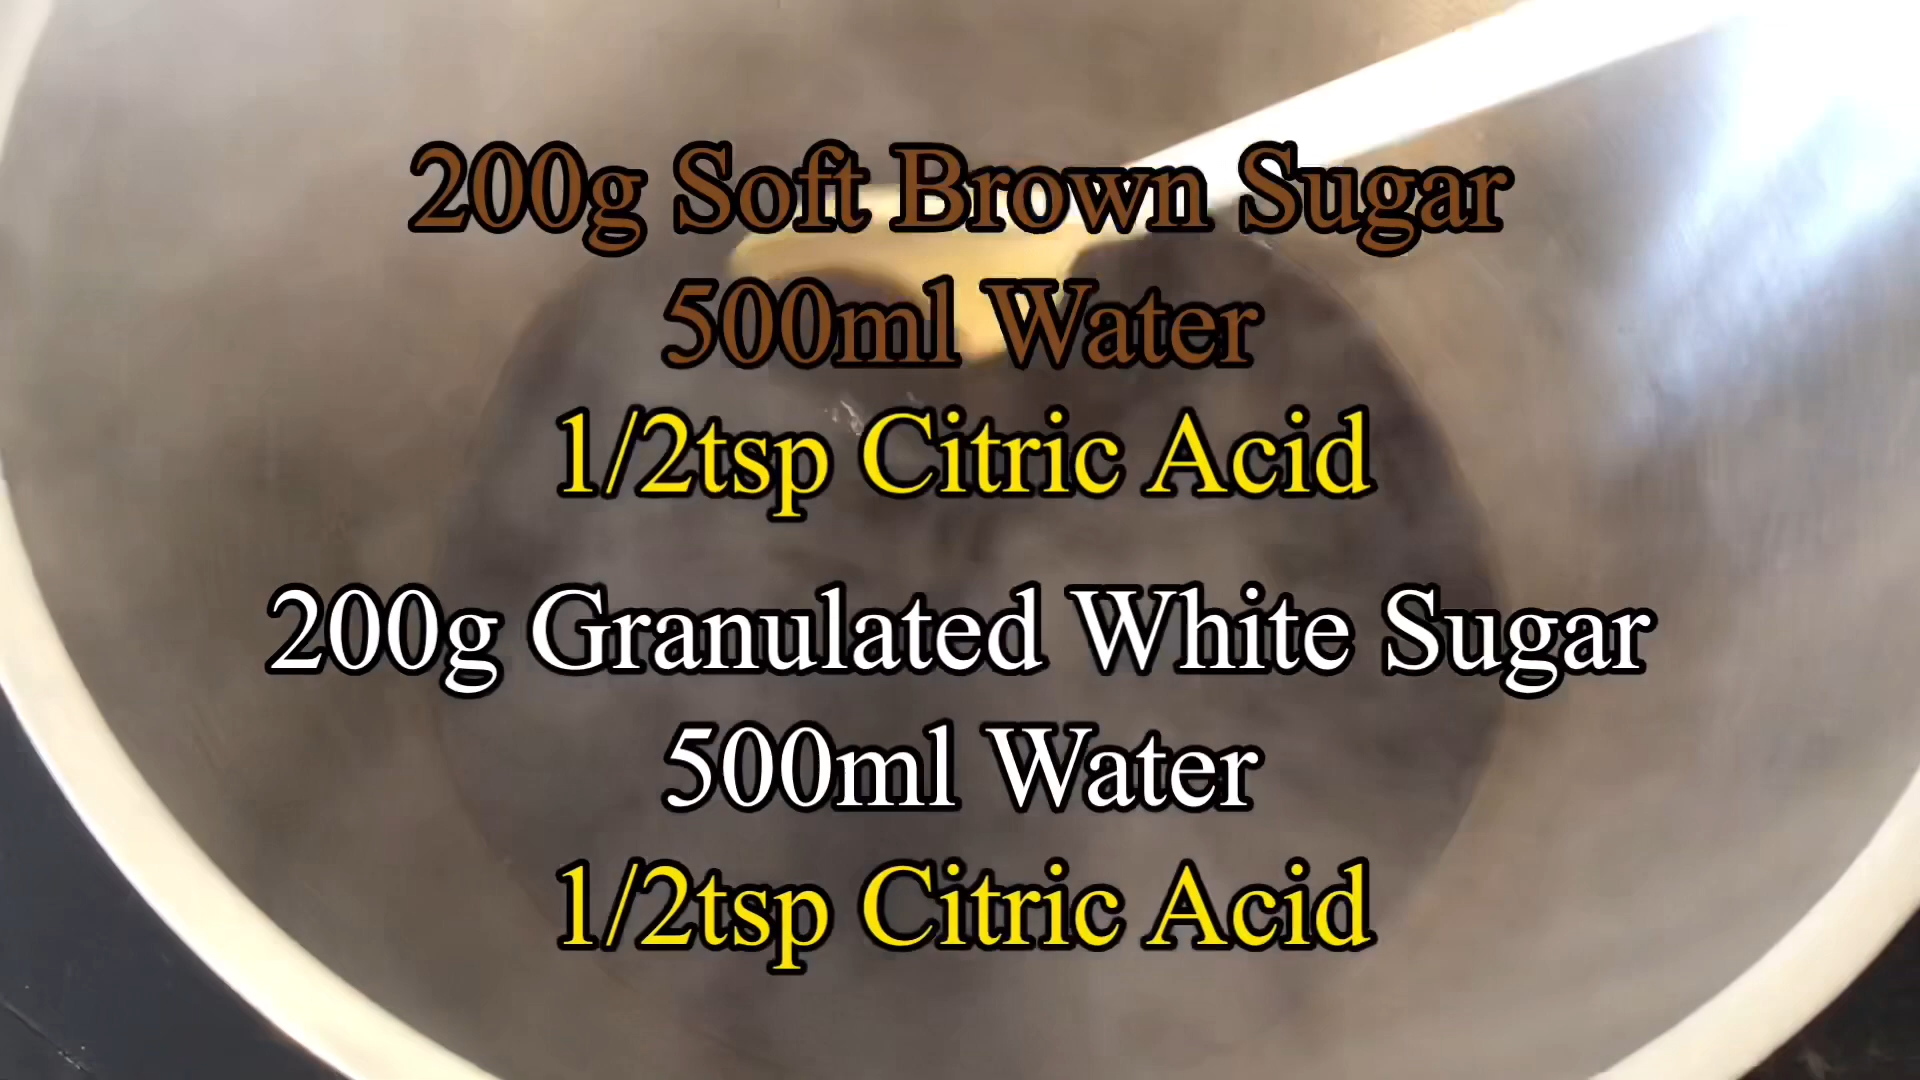 200g Soft Brown Sugar
500ml Water
1/2tsp Citric Acid
200g Granulated White Sugar
500ml Water
1/2tsp Citric Acid